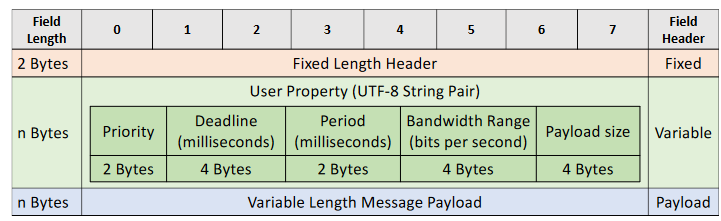 Field Length 0 1 2 3 4 5 6 7 Field Header
2 Bytes Fixed Length Header Fixed
User Property (UTF-8 String Pair)
n Bytes Priority Deadline (milliseconds) Period (milliseconds) Bandwidth Range (bits per second) Payload size Variable
2 Bytes 4 Bytes 2 Bytes 4 Bytes 4 Bytes
n Bytes Variable Length Message Payload Payload